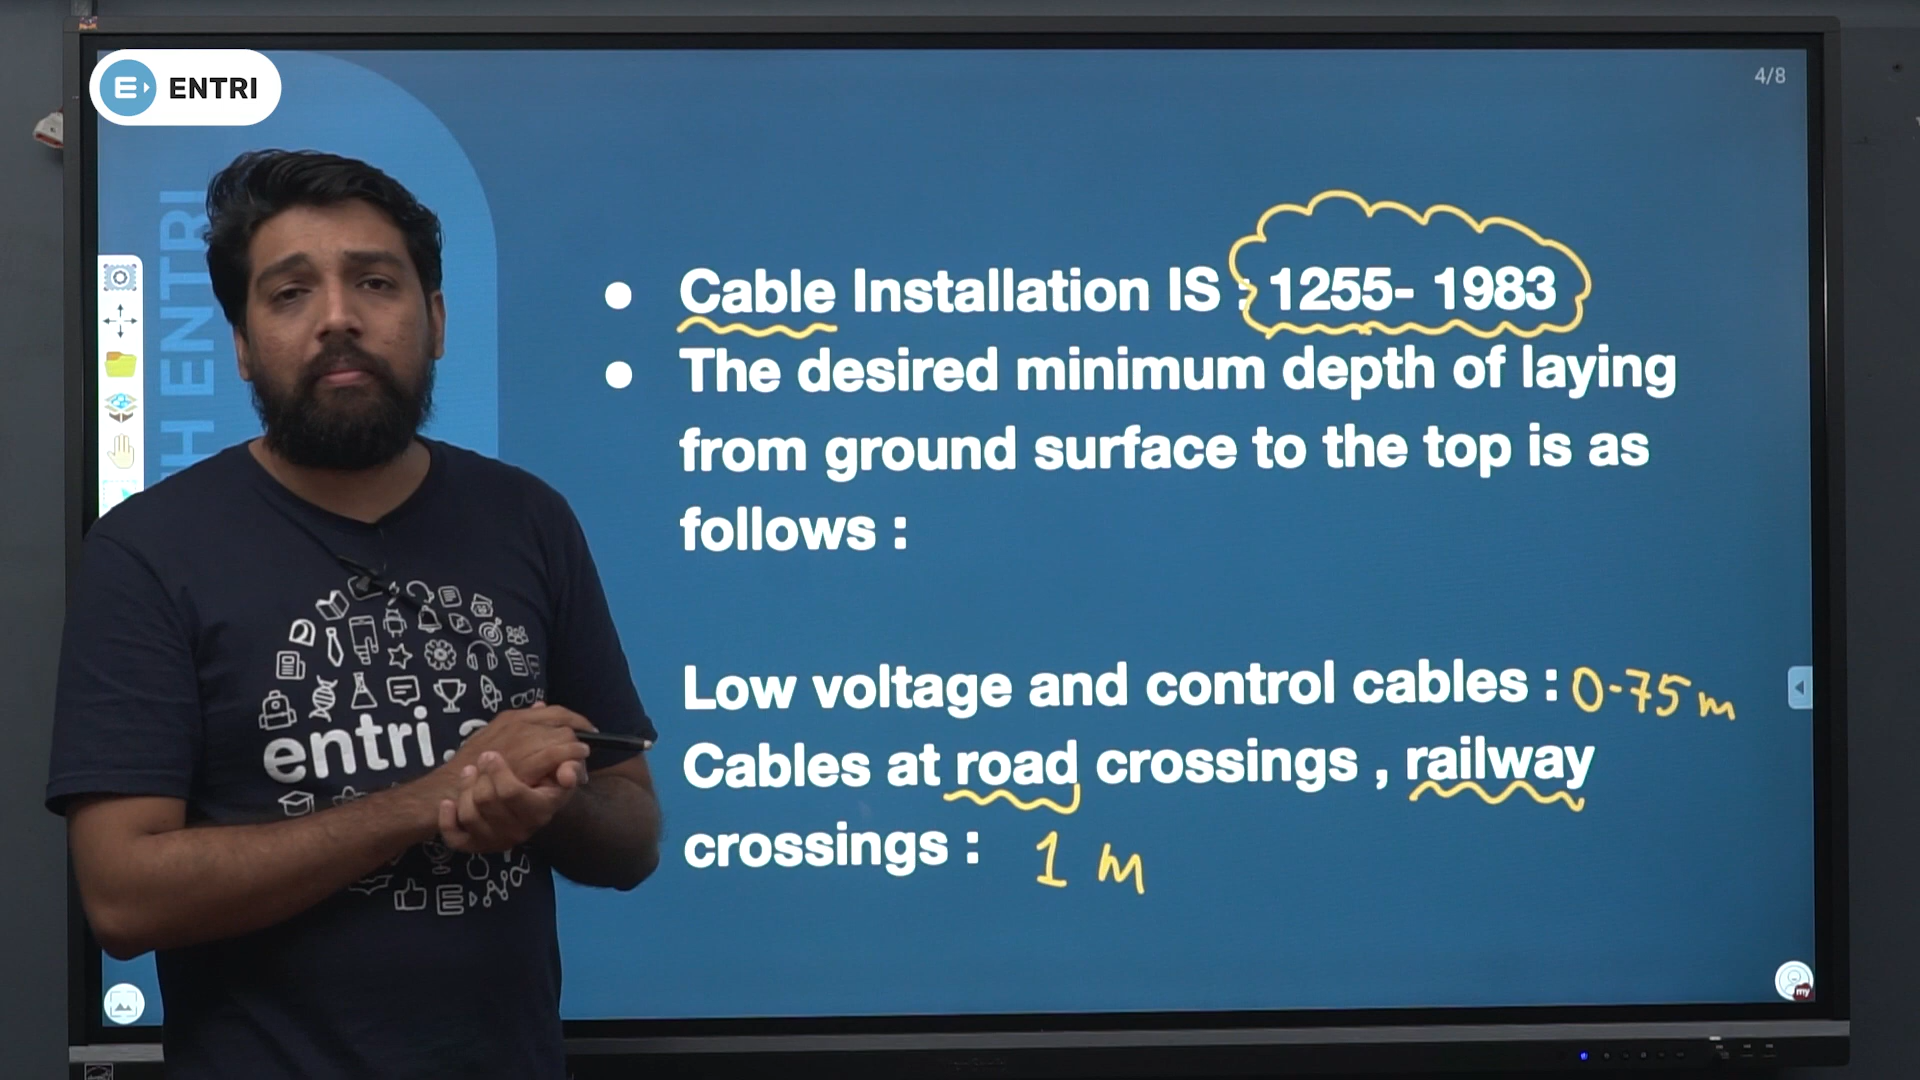 ENTRI
4/8
H ENTRI
• Cable Installation IS : 1255- 1983
• The desired minimum depth of laying
from ground surface to the top is as
follows :
Low voltage and control cables : 0.75 m
Cables at road crossings , railway
crossings : 1 m
entri.
my